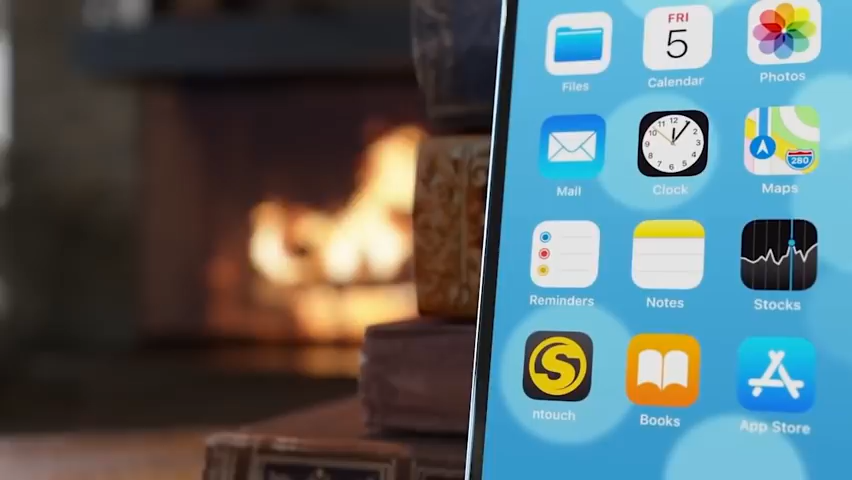 Files
FRI
5
Calendar
Photos
Mail
Clock
280
Maps
Reminders
Notes
Stocks
S
ntouch
Books
App Store